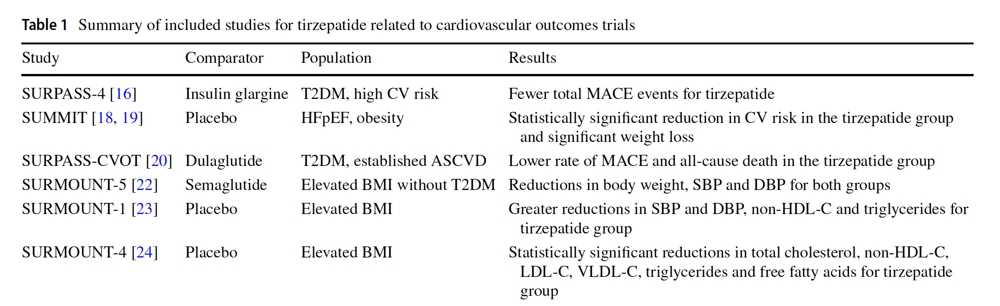 Table 1 Summary of included studies for tirzepatide related to cardiovascular outcomes trials
Study Comparator Population Results
SURPASS-4 [16] Insulin glargine T2DM, high CV risk Fewer total MACE events for tirzepatide
SUMMIT [18, 19] Placebo HFpEF, obesity Statistically significant reduction in CV risk in the tirzepatide group
and significant weight loss
SURPASS-CVOT [20] Dulaglutide T2DM, established ASCVD Lower rate of MACE and all-cause death in the tirzepatide group
SURMOUNT-5 [22] Semaglutide Elevated BMI without T2DM Reductions in body weight, SBP and DBP for both groups
SURMOUNT-1 [23] Placebo Elevated BMI Greater reductions in SBP and DBP, non-HDL-C and triglycerides for
tirzepatide group
SURMOUNT-4 [24] Placebo Elevated BMI Statistically significant reductions in total cholesterol, non-HDL-C,
LDL-C, VLDL-C, triglycerides and free fatty acids for tirzepatide
group